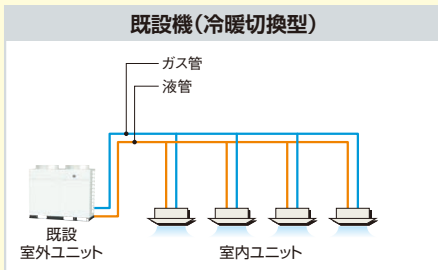 既設機（冷暖切換型）
ガス管
液管
既設
室外ユニット
室内ユニット